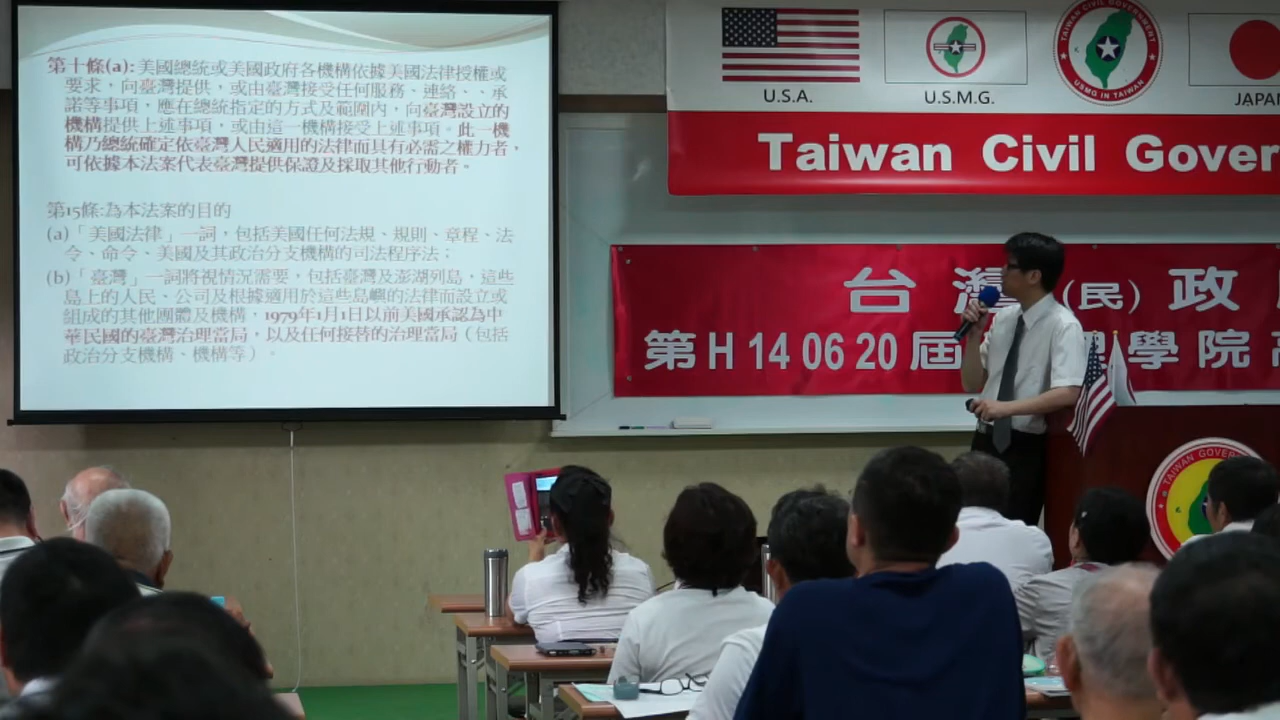 第十條(a): 美國總統或美國政府各機構依據美國法律授權或
要求，向臺灣提供，或由臺灣接受任何服務、連絡、、承
諾等事項，應在總統指定的方式及範圍內，向臺灣設立的
機構提供上述事項，或由這一機構接受上述事項。此一機
構乃總統確定依臺灣人民適用的法律而具有必需之權力者，
可依據本法案代表臺灣提供保證及採取其他行動者。
第15條:為本法案的目的
(a)「美國法律」一詞，包括美國任何法規、規則、章程、法
令、命令、美國及其政治分支機構的司法程序法；
(b)「臺灣」一詞將視情況需要，包括臺灣及澎湖列島，這些
島上的人民、公司及根據適用於這些島嶼的法律而設立或
組成的其他團體及機構，1979年1月1日以前美國承認為中
華民國的臺灣治理當局，以及任何接替的治理當局（包括
政治分支機構、機構等）。
U.S.A.
U.S.M.G.
TAIWAN CIVIL GOVERNMENT
USMG IN TAIWAN
JAPAN
Taiwan Civil Gover
台灣(民)政
第H 14 06 20屆 理學院
TAIWAN GOVERN